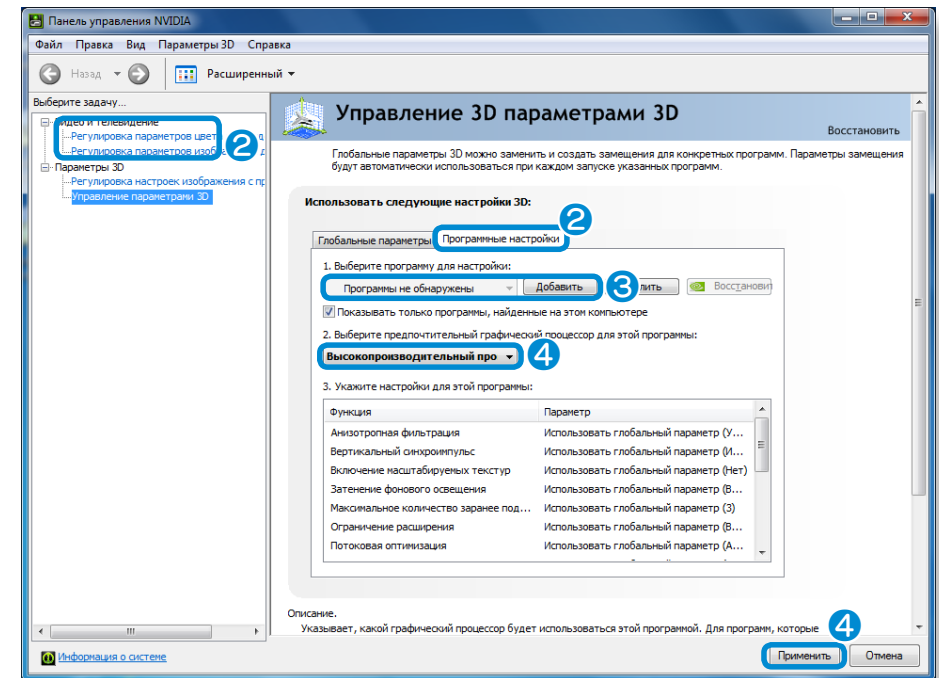 Панель управления NVIDIA
Файл Правка Вид Параметры 3D Справка
Назад Расширенный
Выберите задачу...
Видео и телевидение
Регулировка параметров цвета
2
Регулировка параметров изоб
Параметры 3D
Регулировка настроек изображения с пр
Управление параметрами 3D
Информация о системе
Управление 3D параметрами 3D
Восстановить
Глобальные параметры 3D можно заменить и создать замещения для конкретных программ. Параметры замещения
будут автоматически использоваться при каждом запуске указанных программ.
Использовать следующие настройки 3D:
2
Глобальные параметры Программные настройки
1. Выберите программу для настройки:
Программы не обнаружены Добавить 3 лить Восстанови
Показывать только программы, найденные на этом компьютере
2. Выберите предпочтительный графический процессор для этой программы:
Высокопроизводительный про 4
3. Укажите настройки для этой программы:
Функция Параметр
Анизотропная фильтрация Использовать глобальный параметр (У...
Вертикальный синхроимпульс Использовать глобальный параметр (И...
Включение масштабируемых текстур Использовать глобальный параметр (Нет)
Затенение фонового освещения Использовать глобальный параметр (В...
Максимальное количество заранее под... Использовать глобальный параметр (3)
Ограничение расширения Использовать глобальный параметр (В...
Потоковая оптимизация Использовать глобальный параметр (А...
Описание.
Указывает, какой графический процессор будет использоваться этой программой. Для программ, которые
4
Применить Отмена